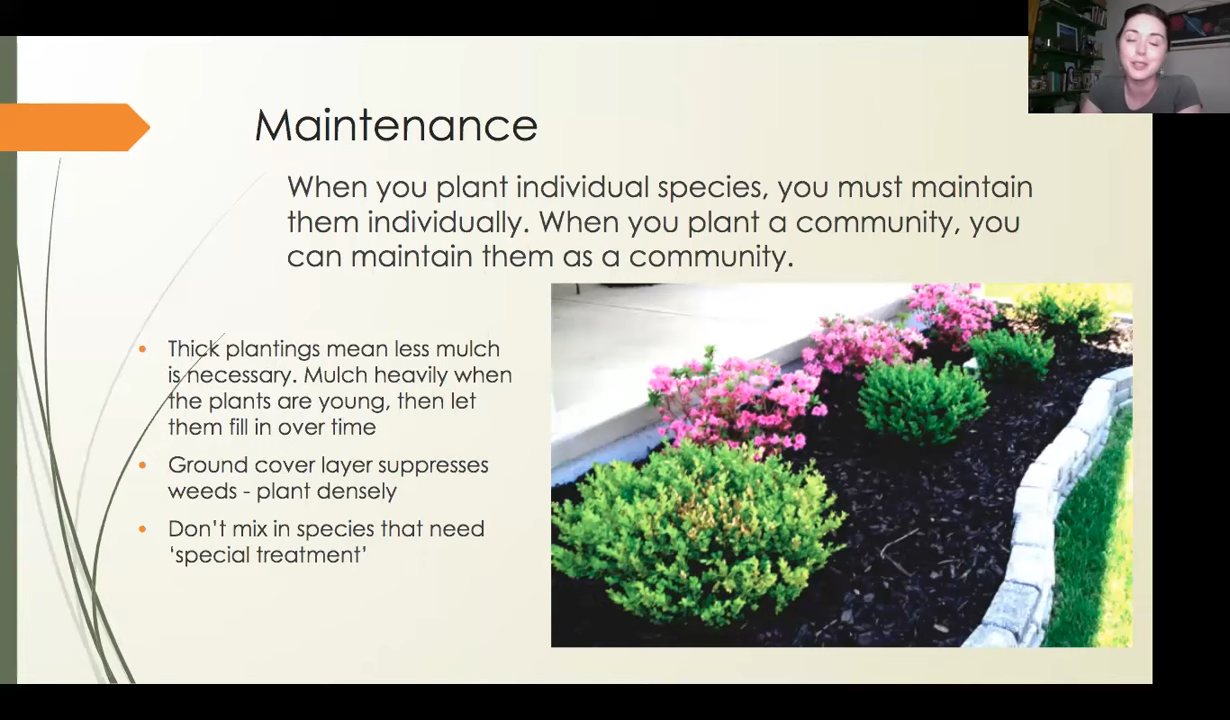 Maintenance
When you plant individual species, you must maintain
them individually. When you plant a community, you
can maintain them as a community.
Thick plantings mean less mulch
is necessary. Mulch heavily when
the plants are young, then let
them fill in over time
Ground cover layer suppresses
weeds - plant densely
Don't mix in species that need
'special treatment'